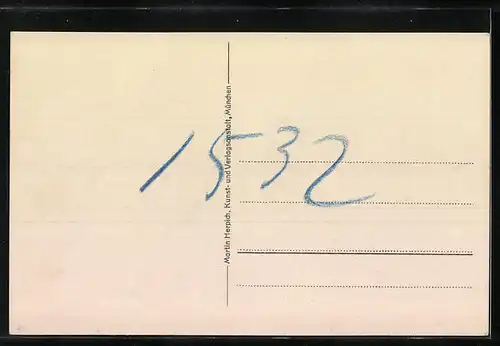 1532
Martin Herpich, Kunst- und Verlagsanstalt, München